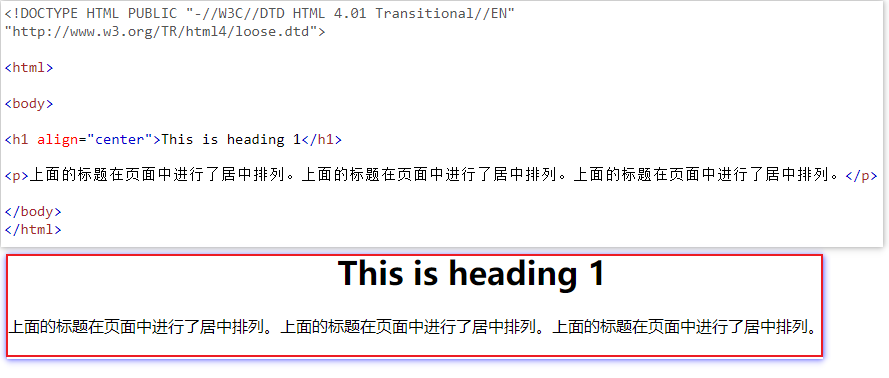 <!DOCTYPE HTML PUBLIC "-//W3C//DTD HTML 4.01 Transitional//EN"
"http://www.w3.org/TR/html4/loose.dtd">
<html>
<body>
<h1 align="center">This is heading 1</h1>
<p>上面的标题在页面中进行了居中排列。上面的标题在页面中进行了居中排列。上面的标题在页面中进行了居中排列。</p>
</body>
</html>
This is heading 1
上面的标题在页面中进行了居中排列。上面的标题在页面中进行了居中排列。上面的标题在页面中进行了居中排列。